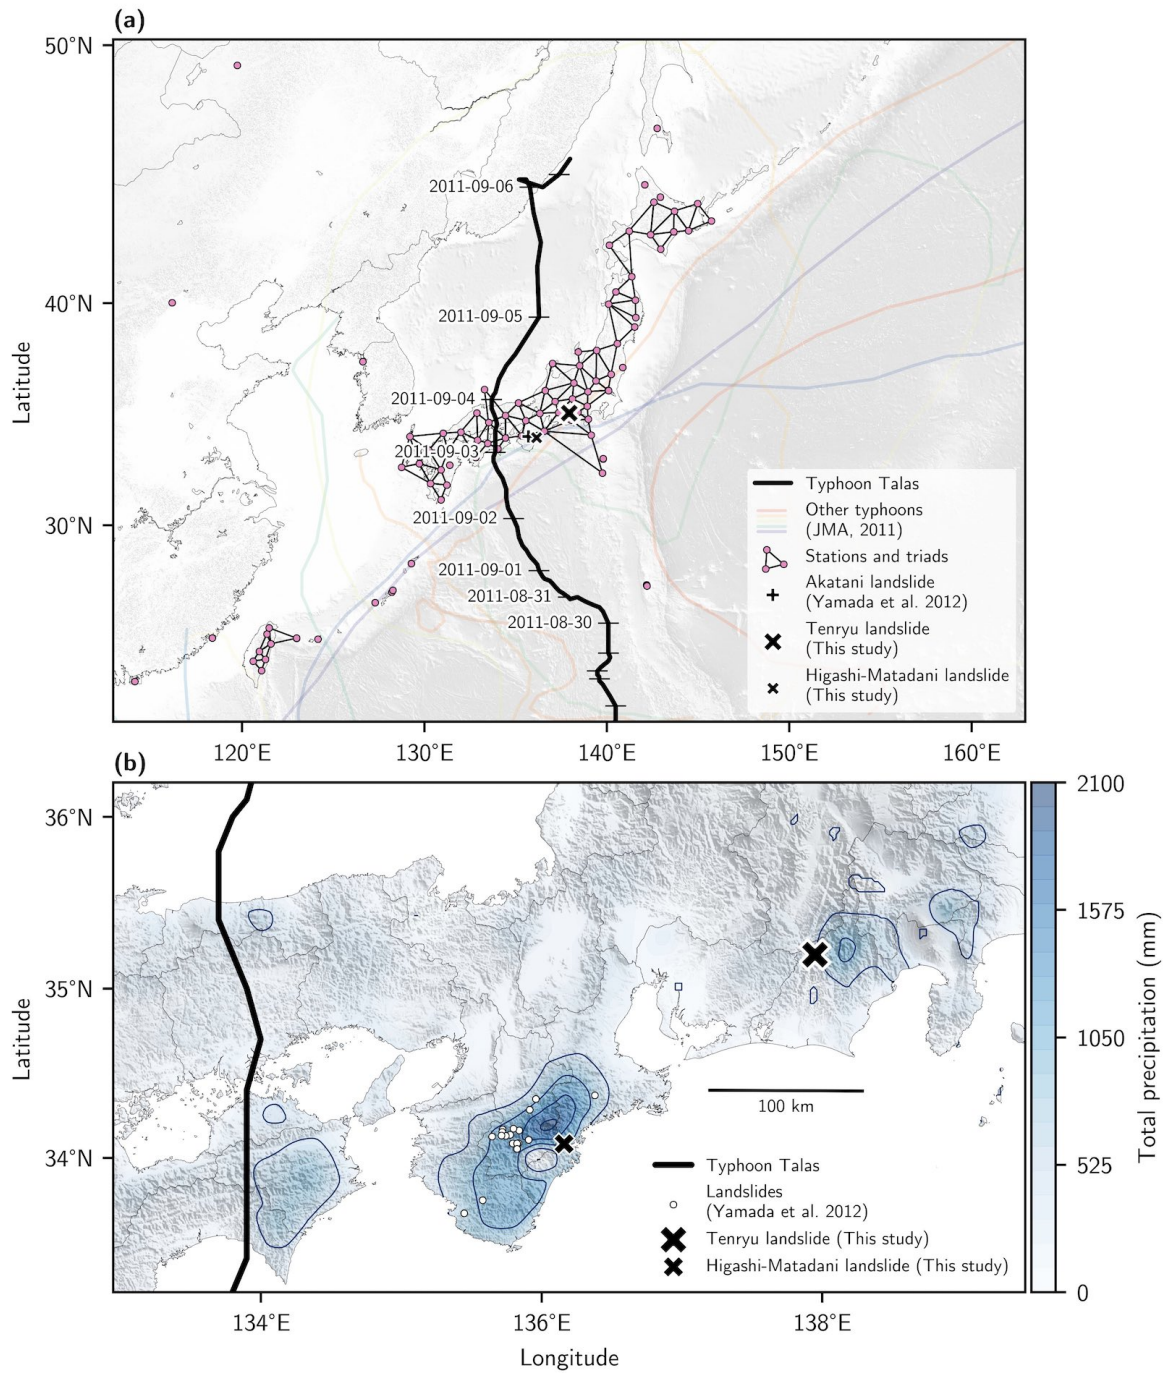 (a)
50°N
40°N
30°N
Latitude
2011-09-06
2011-09-05
2011-09-04
2011-09-03
2011-09-02
2011-09-01
2011-08-31
2011-08-30
Typhoon Talas
Other typhoons
(JMA, 2011)
Stations and triads
Akatani landslide
(Yamada et al. 2012)
Tenryu landslide
(This study)
Higashi-Matadani landslide
(This study)
120°E
130°E
140°E
150°E
160°E
(b)
36°N
35°N
34°N
Latitude
100 km
Typhoon Talas
Landslides
(Yamada et al. 2012)
Tenryu landslide (This study)
Higashi-Matadani landslide (This study)
134°E
136°E
138°E
Longitude
2100
1575
1050
525
0
Total precipitation (mm)